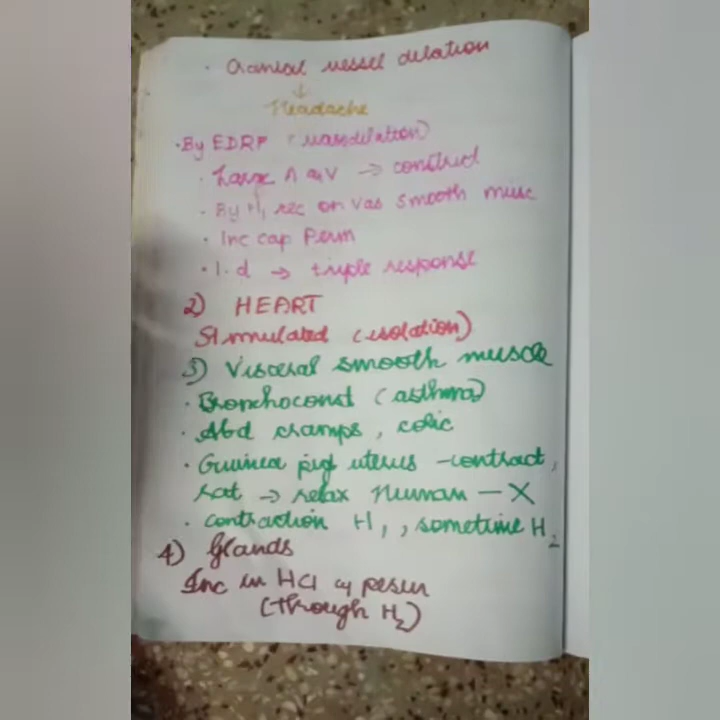 · Cranial vessel dilation
↓
Headache
· By EDRF (vasodilation)
· Large A & V → constrict
· By H₁ rec on vas smooth musc
· Inc cap Perm
· I.d → triple response
2) HEART
Stimulated (isolation)
3) Visceral smooth muscle
· Bronchoconst (asthma)
· Abd cramps, colic
· Guinea pig uterus - contract,
rat → relax Human - X
· contraction H₁, sometime H₂
4) Glands
Inc in HCl & pesin
(through H₂)